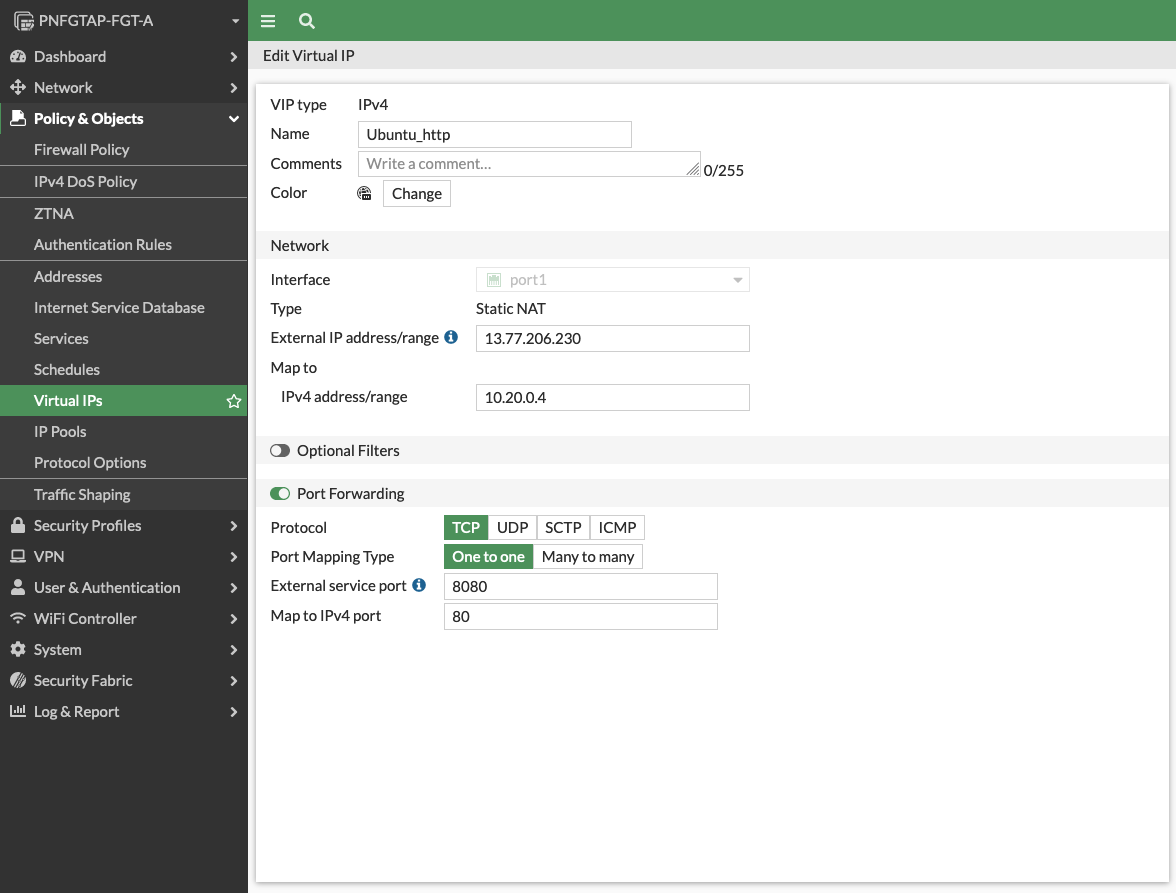 PNFGTAP-FGT-A
Dashboard
Network
Policy & Objects
Firewall Policy
IPv4 DoS Policy
ZTNA
Authentication Rules
Addresses
Internet Service Database
Services
Schedules
Virtual IPs
IP Pools
Protocol Options
Traffic Shaping
Security Profiles
VPN
User & Authentication
WiFi Controller
System
Security Fabric
Log & Report
Edit Virtual IP
VIP type IPv4
Name Ubuntu_http
Comments Write a comment... 0/255
Color Change
Network
Interface port1
Type Static NAT
External IP address/range 13.77.206.230
Map to
IPv4 address/range 10.20.0.4
Optional Filters
Port Forwarding
Protocol TCP UDP SCTP ICMP
Port Mapping Type One to one Many to many
External service port 8080
Map to IPv4 port 80